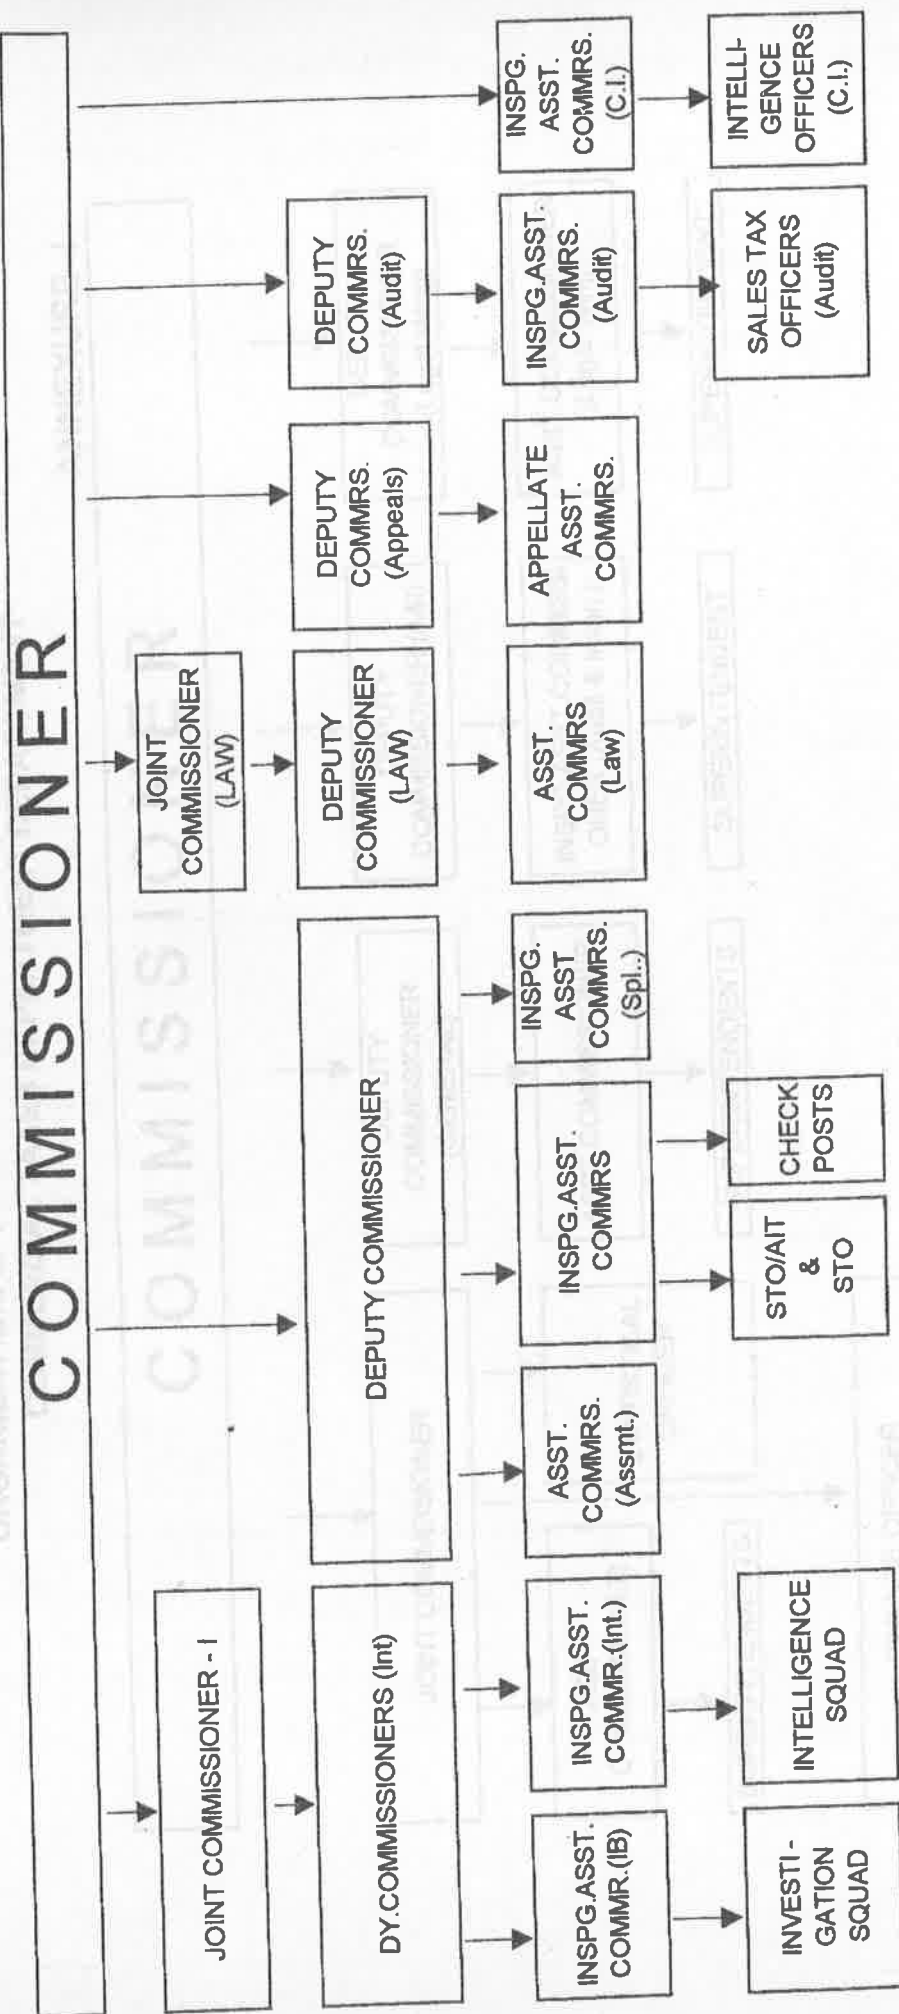 COMMISSIONER
JOINT COMMISSIONER - I
JOINT
COMMISSIONER
(LAW)
DY.COMMISSIONERS (Int)
DEPUTY COMMISSIONER
DEPUTY
COMMISSIONER
(LAW)
DEPUTY
COMMRS.
(Appeals)
DEPUTY
COMMRS.
(Audit)
INSPG.ASST.
COMMR.(IB)
INSPG.ASST.
COMMR.(Int.)
ASST.
COMMRS.
(Assmt.)
INSPG.ASST.
COMMRS
INSPG.
ASST
COMMRS.
(Spl..)
ASST.
COMMRS
(Law)
APPELLATE
ASST.
COMMRS.
INSPG.ASST.
COMMRS.
(Audit)
INSPG.
ASST.
COMMRS.
(C.I.)
INVESTI-
GATION
SQUAD
INTELLIGENCE
SQUAD
STO/AIT
&
STO
CHECK
POSTS
SALES TAX
OFFICERS
(Audit)
INTELLI-
GENCE
OFFICERS
(C.I.)